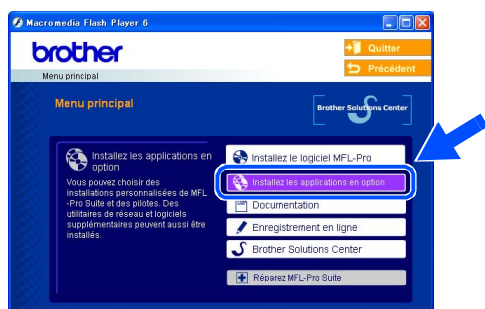 Macromedia Flash Player 6
brother
Quitter
Précédent
Menu principal
Menu principal
Brother Solutions Center
Installez les applications en
option
Vous pouvez choisir des
installations personnalisées de MFL
-Pro Suite et des pilotes. Des
utilitaires de réseau et logiciels
supplémentaires peuvent aussi être
installés.
Installez le logiciel MFL-Pro
Installez les applications en option
Documentation
Enregistrement en ligne
Brother Solutions Center
Réparez MFL-Pro Suite